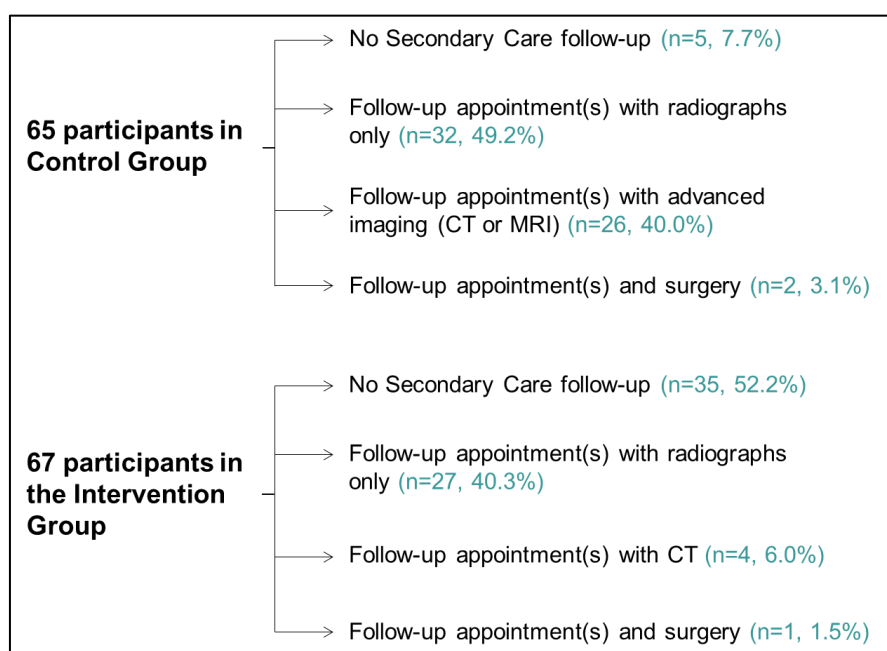 No Secondary Care follow-up (n=5, 7.7%)
Follow-up appointment(s) with radiographs
only (n=32, 49.2%)
65 participants in
Control Group
Follow-up appointment(s) with advanced
imaging (CT or MRI) (n=26, 40.0%)
Follow-up appointment(s) and surgery (n=2, 3.1%)
No Secondary Care follow-up (n=35, 52.2%)
Follow-up appointment(s) with radiographs
only (n=27, 40.3%)
67 participants in
the Intervention
Group
Follow-up appointment(s) with CT (n=4, 6.0%)
Follow-up appointment(s) and surgery (n=1, 1.5%)